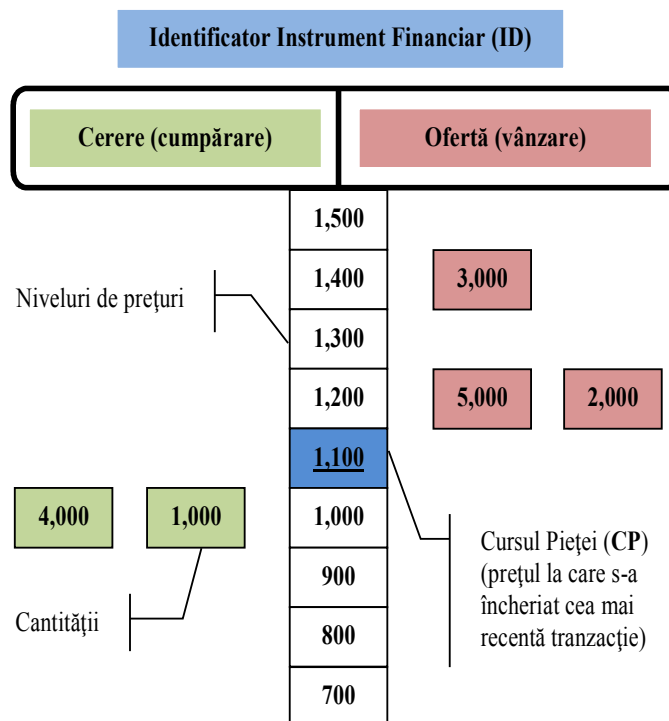 Identificator Instrument Financiar (ID)
Cerere (cumpărare)
Ofertă (vânzare)
1,500
1,400
3,000
Niveluri de preţuri
1,300
1,200
5,000
2,000
1,100
4,000
1,000
1,000
Cursul Pieţei (CP)
(preţul la care s-a
încheriat cea mai
recentă tranzacţie)
900
Cantităţii
800
700